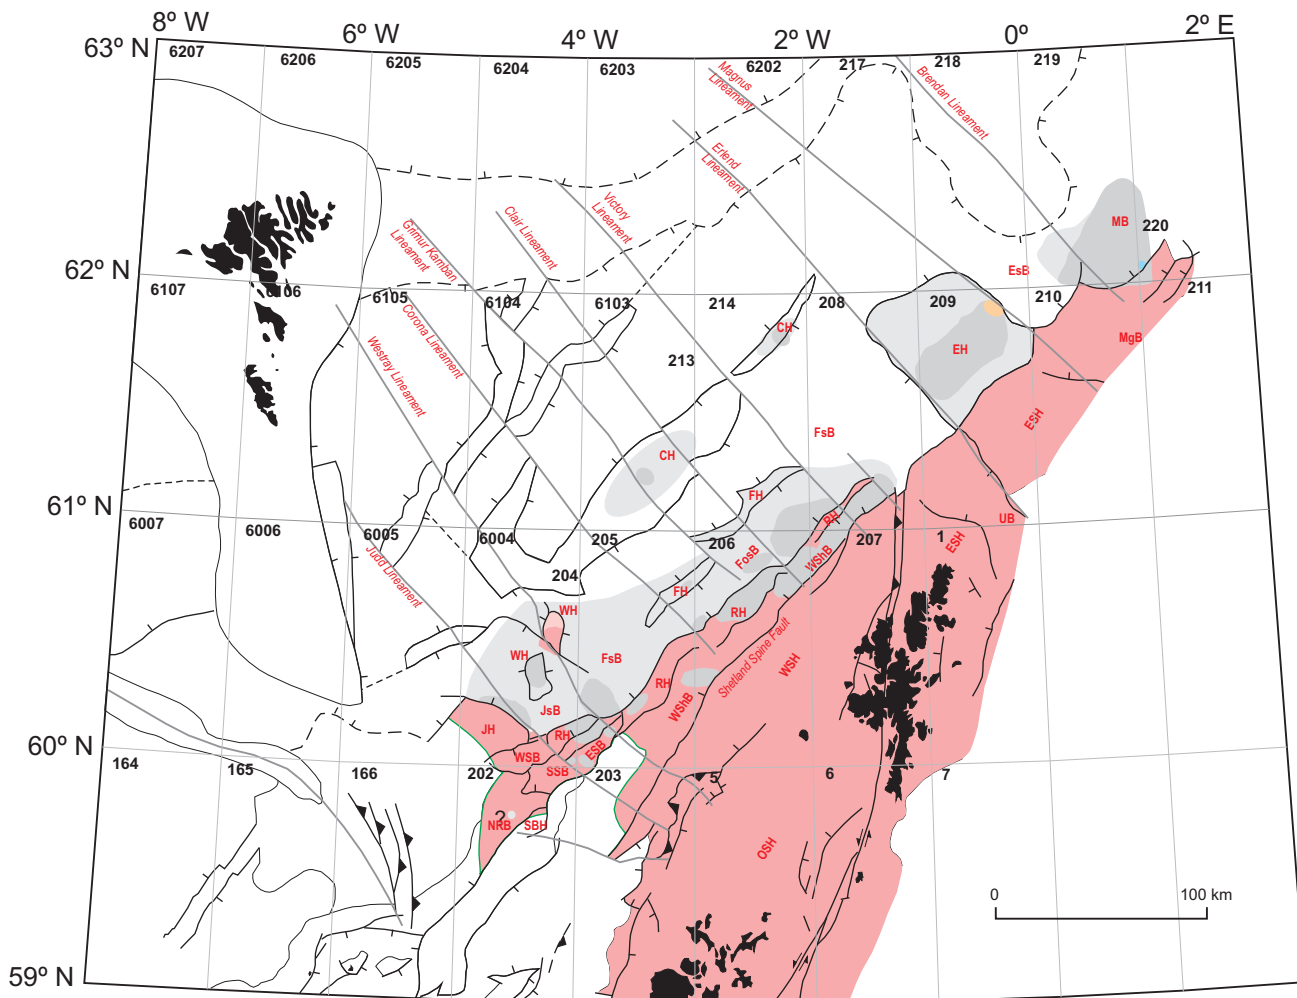 8° W
6° W
4° W
2° W
0°
2° E
63° N
6207
6206
6205
6204
6203
6202
217
218
219
Magnus
Lineament
Brendan Lineament
Erlend
Lineament
Victory
Lineament
Clair Lineament
Grimur Kamban
Lineament
MB
220
EsB
62° N
6107
6106
6105
6104
6103
214
208
209
210
211
Corona Lineament
Westray Lineament
CH
MgB
EH
213
ESH
FsB
CH
61° N
6007
6006
6005
6004
205
206
207
1
FH
RH
UB
ESH
FosB
WShB
Judd Lineament
204
FH
RH
WH
Shetland Spine Fault
WH
FsB
WSH
RH
WShB
JsB
JH
RH
ESB
WSB
SSB
60° N
164
165
166
202
203
5
6
7
?
NRB
SBH
OSH
0
100 km
59° N